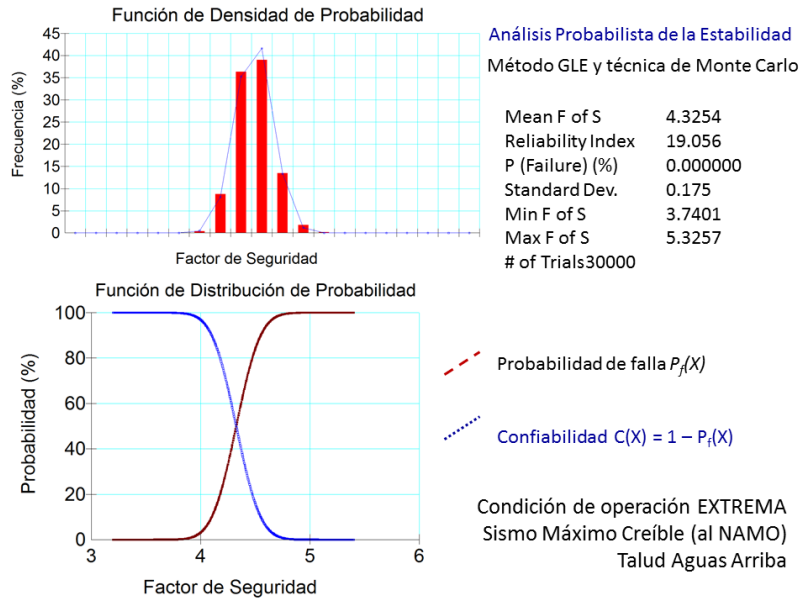 Función de Densidad de Probabilidad
45
40
35
30
25
20
15
10
5
0
Frecuencia (%)
Factor de Seguridad
Análisis Probabilista de la Estabilidad
Método GLE y técnica de Monte Carlo
Mean F of S 4.3254
Reliability Index 19.056
P (Failure) (%) 0.000000
Standard Dev. 0.175
Min F of S 3.7401
Max F of S 5.3257
# of Trials30000
Función de Distribución de Probabilidad
100
80
60
40
20
0
Probabilidad (%)
3 4 5 6
Factor de Seguridad
Probabilidad de falla Pf(X)
Confiabilidad C(X) = 1 – Pf(X)
Condición de operación EXTREMA
Sismo Máximo Creíble (al NAMO)
Talud Aguas Arriba